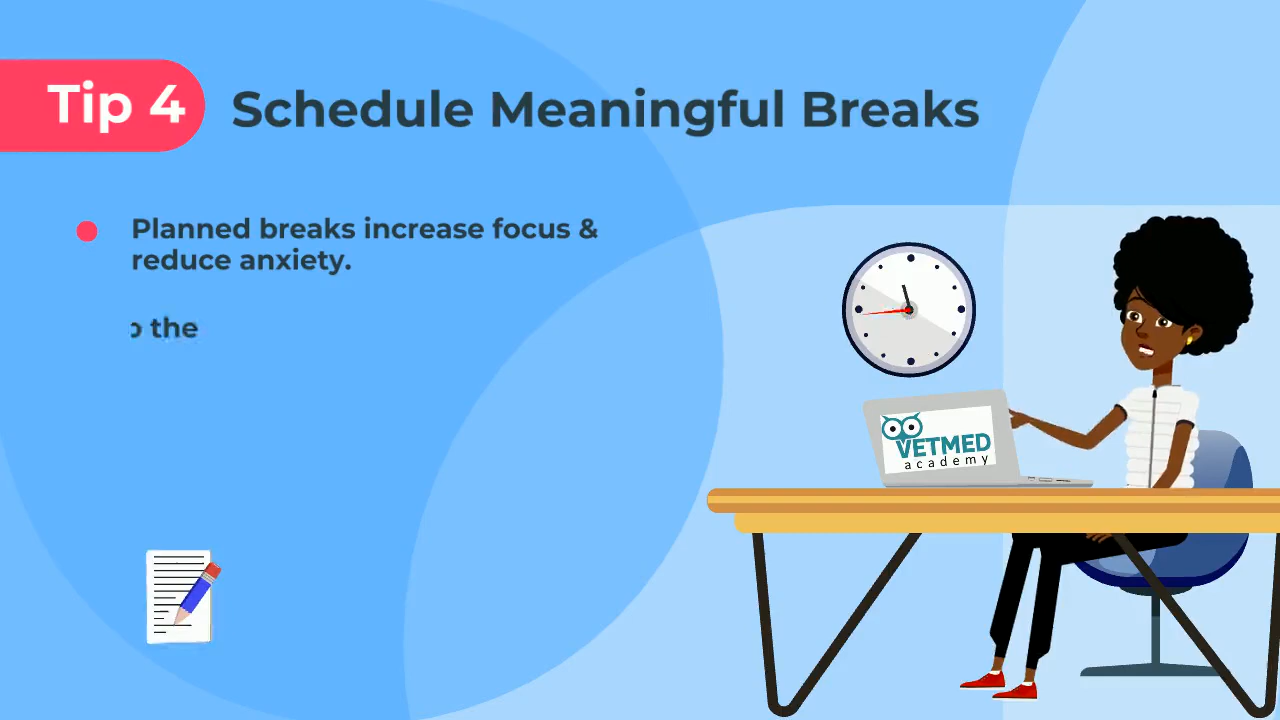 Tip 4
Schedule Meaningful Breaks
Planned breaks increase focus &
reduce anxiety.
the
VETMED
academy